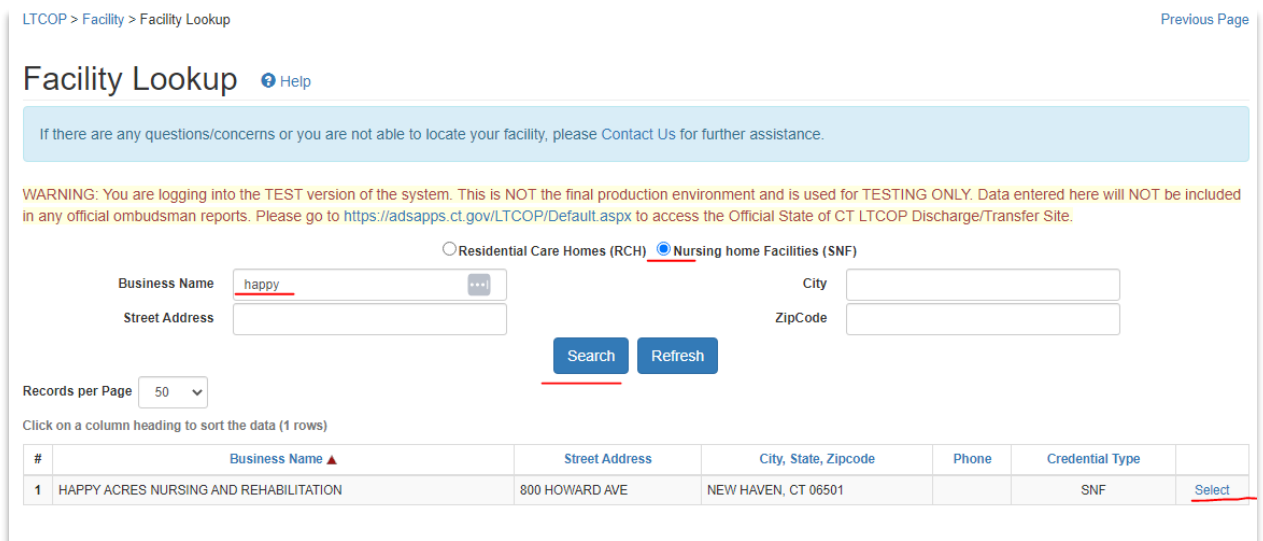 LTCOP > Facility > Facility Lookup
Previous Page
Facility Lookup
? Help
If there are any questions/concerns or you are not able to locate your facility, please Contact Us for further assistance.
WARNING: You are logging into the TEST version of the system. This is NOT the final production environment and is used for TESTING ONLY. Data entered here will NOT be included
in any official ombudsman reports. Please go to https://adsapps.ct.gov/LTCOP/Default.aspx to access the Official State of CT LTCOP Discharge/Transfer Site.
Residential Care Homes (RCH) Nursing home Facilities (SNF)
Business Name happy City
Street Address ZipCode
Search Refresh
Records per Page 50
Click on a column heading to sort the data (1 rows)
# Business Name Street Address City, State, Zipcode Phone Credential Type
1 HAPPY ACRES NURSING AND REHABILITATION 800 HOWARD AVE NEW HAVEN, CT 06501 SNF Select